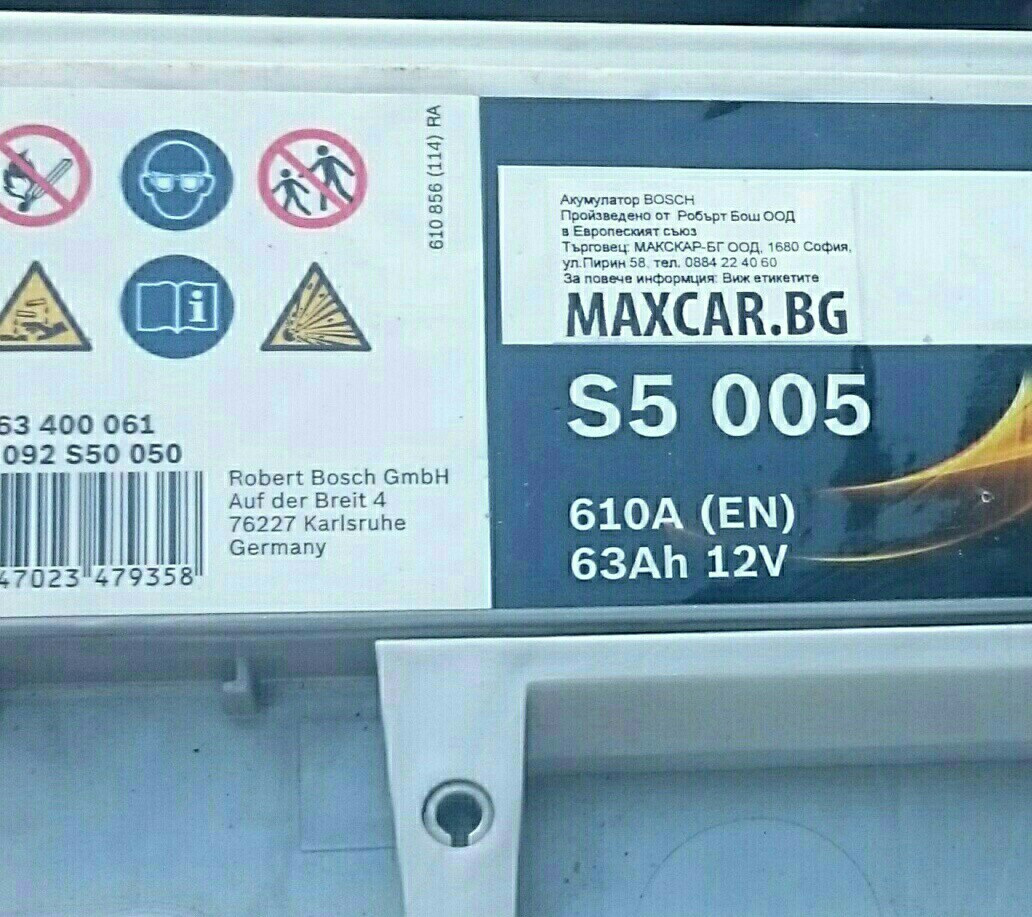 610 856 (114) RA
63 400 061
092 S50 050
47023 479358
Robert Bosch GmbH
Auf der Breit 4
76227 Karlsruhe
Germany
Акумулатор BOSCH
Произведено от Робърт Бош ООД
в Европеският съюз
Търговец: МАКСКАР-БГ ООД, 1680 София,
ул.Пирин 58, тел. 0884 22 40 60
За повече информция: Виж етикетите
MAXCAR.BG
S5 005
610A (EN)
63Ah 12V